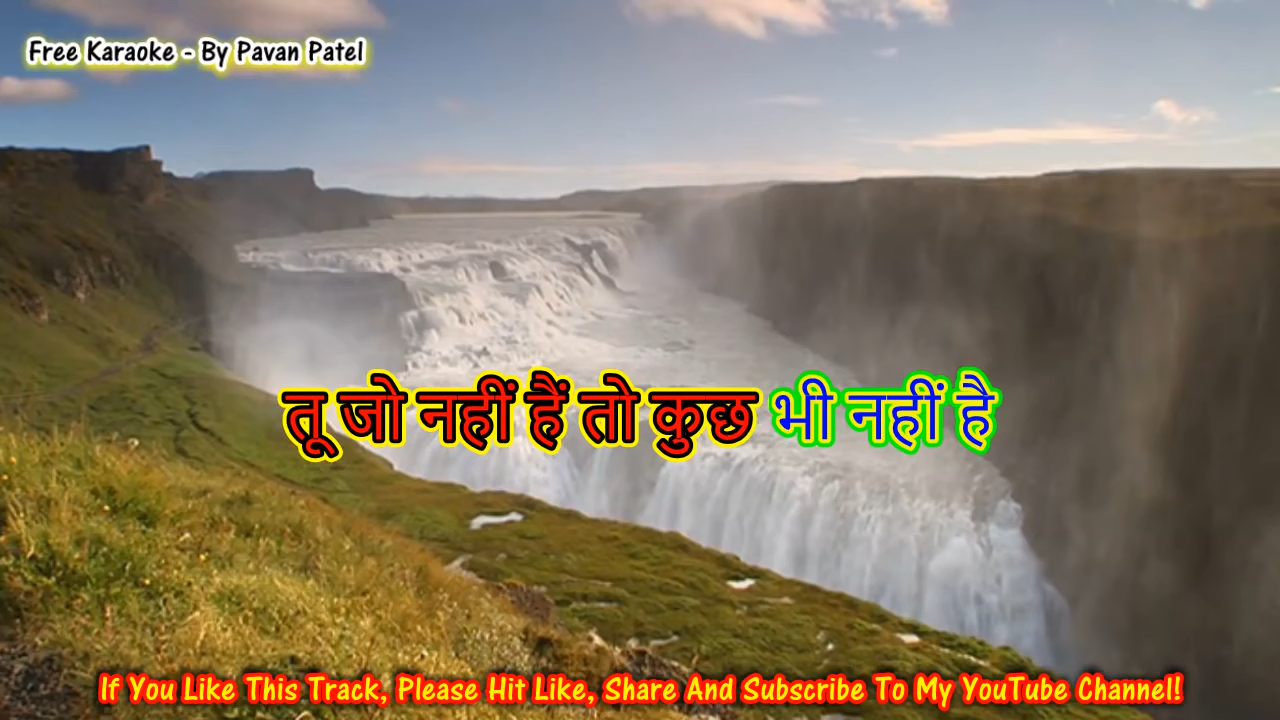 Free Karaoke - By Pavan Patel
तू जो नहीं हैं तो कुछ भी नहीं है
If You Like This Track, Please Hit Like, Share And Subscribe To My YouTube Channel!